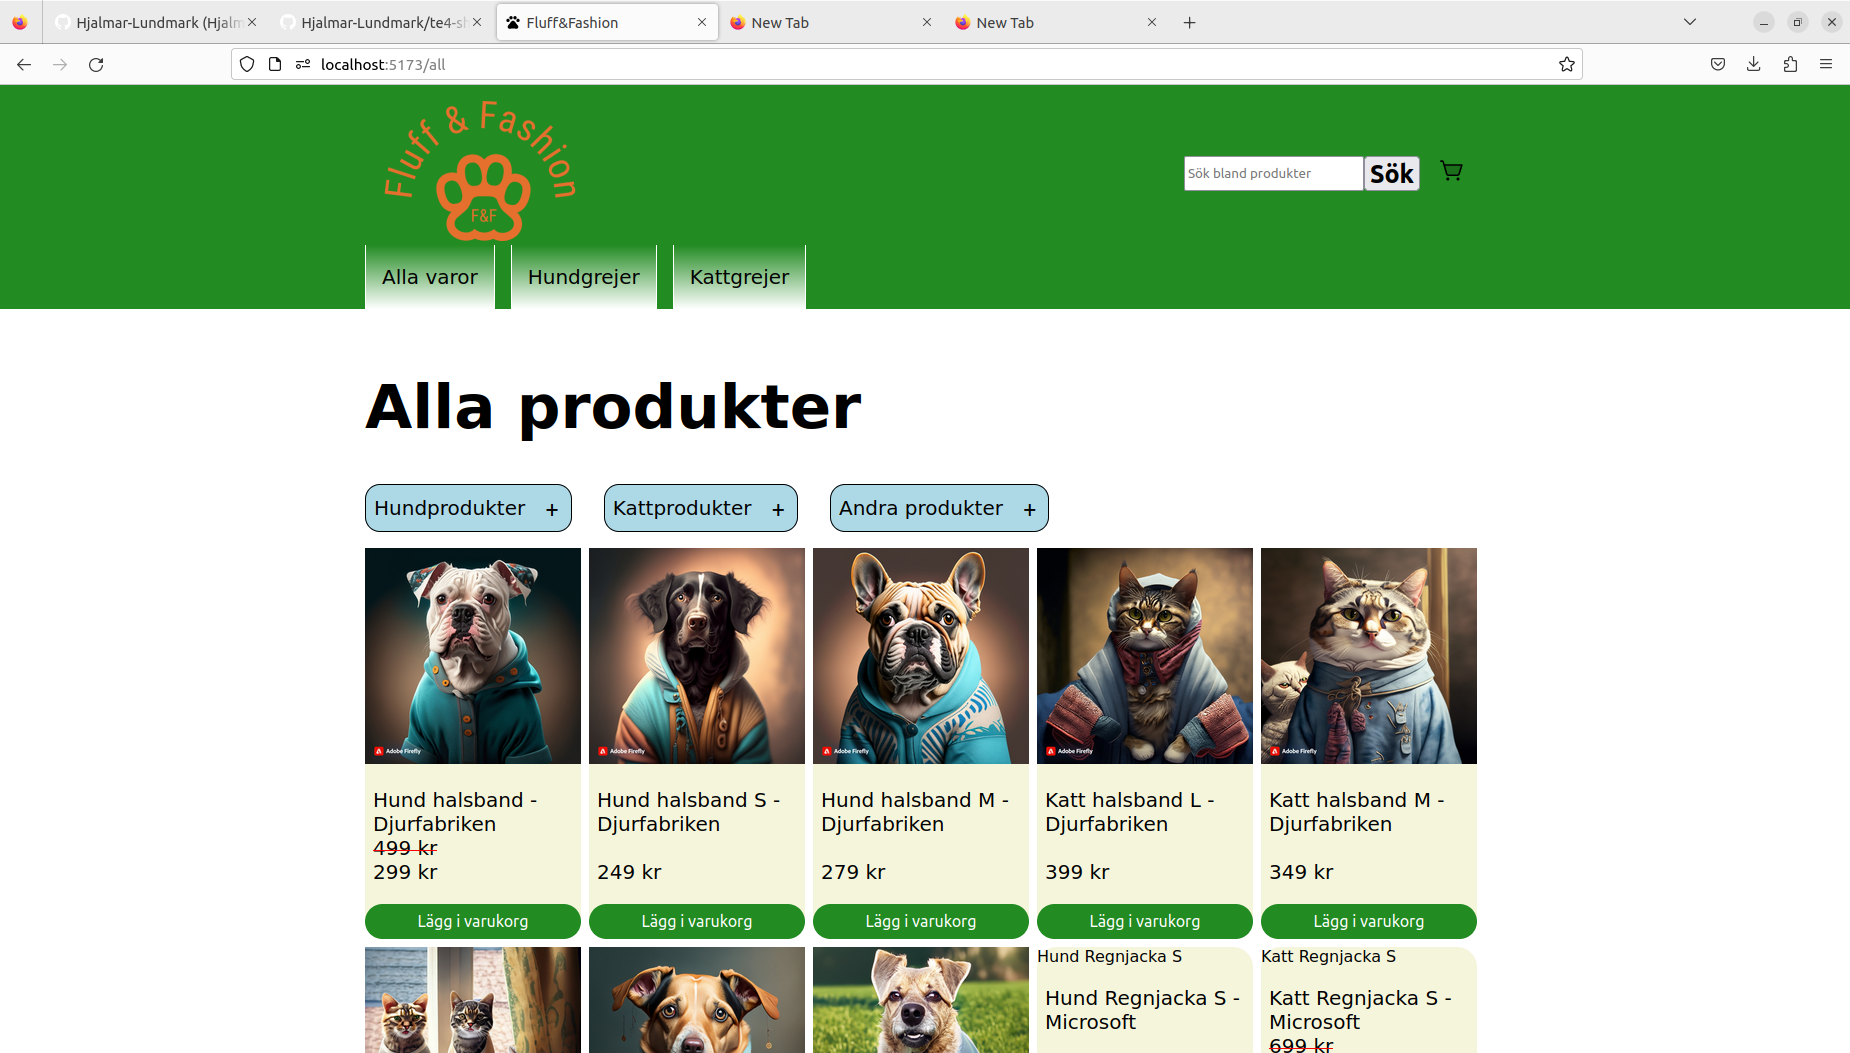 Hjalmar-Lundmark (Hjalm
Hjalmar-Lundmark/te4-sh
Fluff&Fashion
New Tab
New Tab
localhost:5173/all
Fluff & Fashion
F&F
Sök bland produkter
Sök
Alla varor
Hundgrejer
Kattgrejer
Alla produkter
Hundprodukter +
Kattprodukter +
Andra produkter +
Adobe Firefly
Adobe Firefly
Adobe Firefly
Adobe Firefly
Adobe Firefly
Hund halsband -
Djurfabriken
499 kr
299 kr
Lägg i varukorg
Hund halsband S -
Djurfabriken
249 kr
Lägg i varukorg
Hund halsband M -
Djurfabriken
279 kr
Lägg i varukorg
Katt halsband L -
Djurfabriken
399 kr
Lägg i varukorg
Katt halsband M -
Djurfabriken
349 kr
Lägg i varukorg
Hund Regnjacka S
Hund Regnjacka S -
Microsoft
Katt Regnjacka S
Katt Regnjacka S -
Microsoft
699 kr